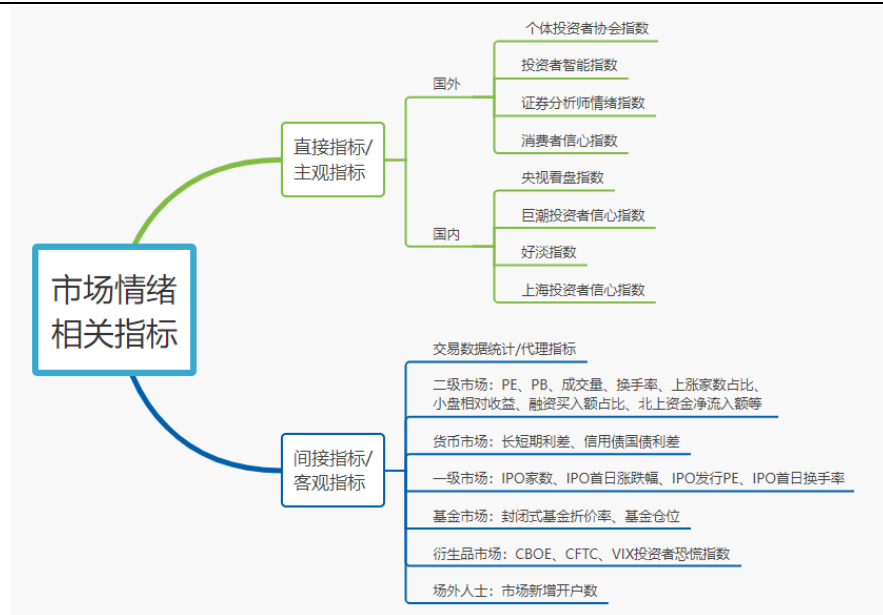 市场情绪
相关指标
直接指标/
主观指标
国外
个体投资者协会指数
投资者智能指数
证券分析师情绪指数
消费者信心指数
国内
央视看盘指数
巨潮投资者信心指数
好淡指数
上海投资者信心指数
间接指标/
客观指标
交易数据统计/代理指标
二级市场：PE、PB、成交量、换手率、上涨家数占比、
小盘相对收益、融资买入额占比、北上资金净流入额等
货币市场：长短期利差、信用债国债利差
一级市场：IPO家数、IPO首日涨跌幅、IPO发行PE、IPO首日换手率
基金市场：封闭式基金折价率、基金仓位
衍生品市场：CBOE、CFTC、VIX投资者恐慌指数
场外人士：市场新增开户数